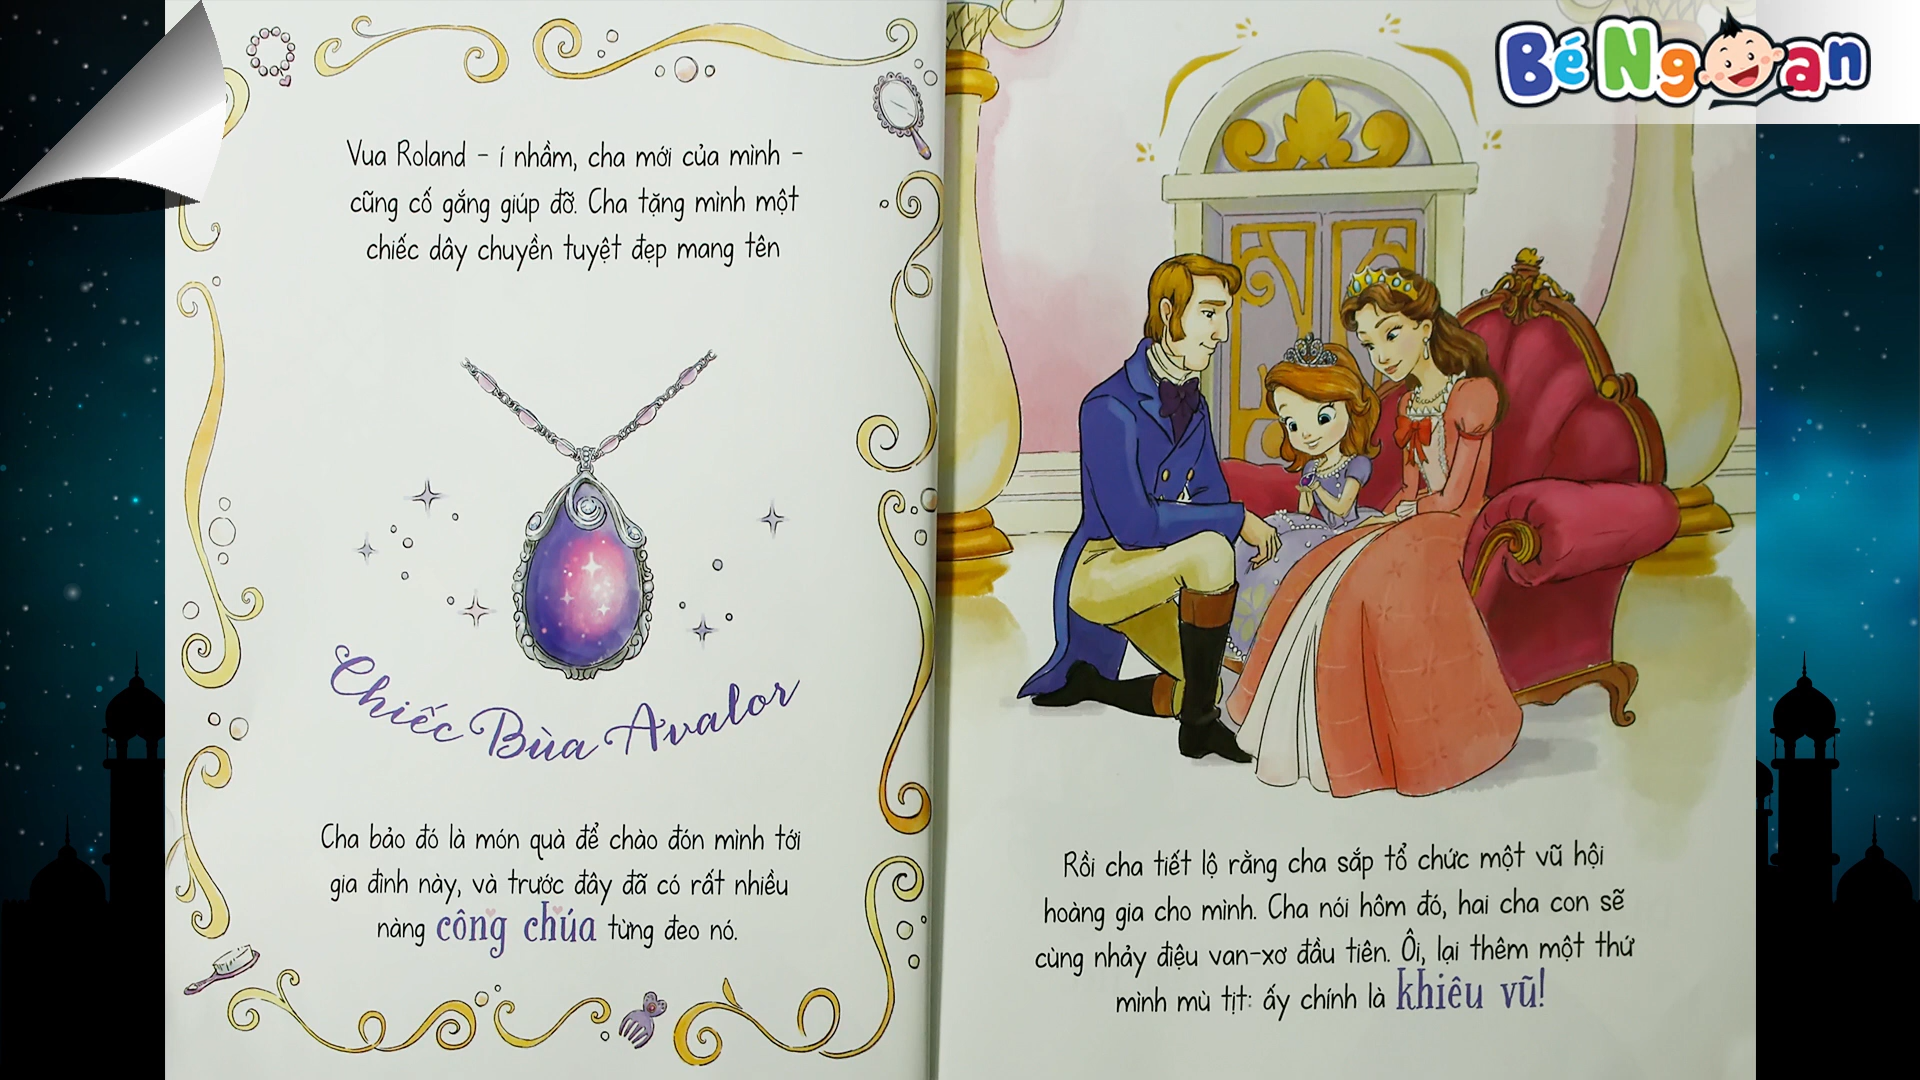 Bé Ngoan
Vua Roland - í nhầm, cha mới của mình -
cũng cố gắng giúp đỡ. Cha tặng mình một
chiếc dây chuyền tuyệt đẹp mang tên
Chiếc Bùa Avalor
Cha bảo đó là món quà để chào đón mình tới
gia đình này, và trước đây đã có rất nhiều
nàng công chúa từng đeo nó.
Rồi cha tiết lộ rằng cha sắp tổ chức một vũ hội
hoàng gia cho mình. Cha nói hôm đó, hai cha con sẽ
cùng nhảy điệu van-xơ đầu tiên. Ôi, lại thêm một thứ
mình mù tịt: ấy chính là khiêu vũ!